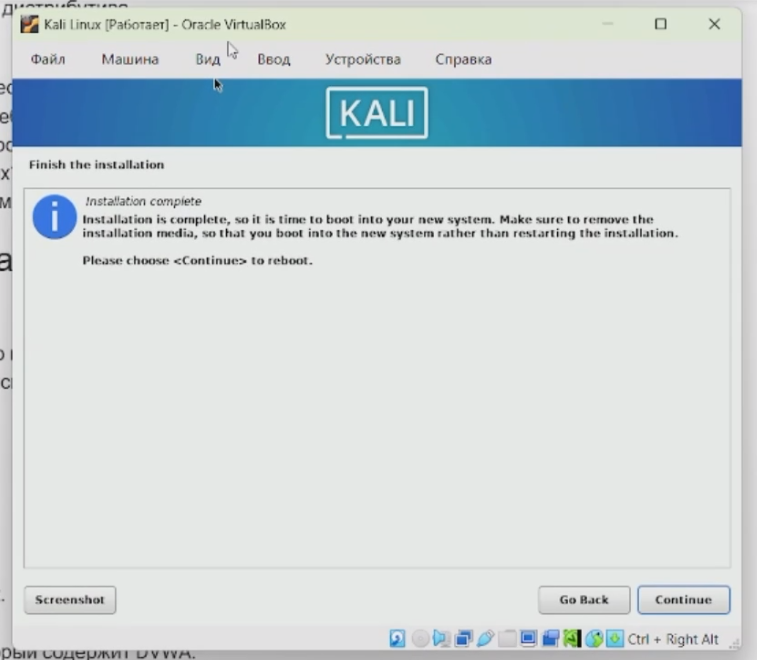 Kali Linux [Работает] - Oracle VirtualBox
Файл Машина Вид Ввод Устройства Справка
KALI
Finish the installation
Installation complete
Installation is complete, so it is time to boot into your new system. Make sure to remove the
installation media, so that you boot into the new system rather than restarting the installation.
Please choose <Continue> to reboot.
Screenshot Go Back Continue
Ctrl + Right Alt
содержит DVWA.